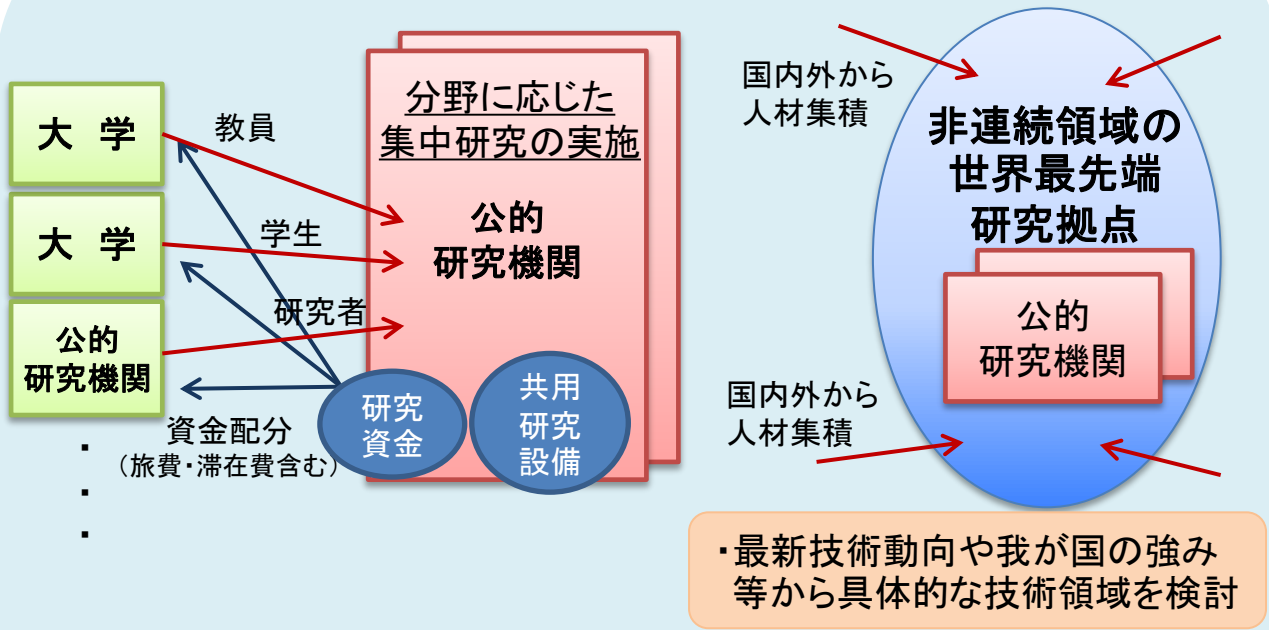 大 学
大 学
公的
研究機関
・
・
・
教員
学生
研究者
資金配分
（旅費・滞在費含む）
分野に応じた
集中研究の実施
公的
研究機関
研究
資金
共用
研究
設備
国内外から
人材集積
非連続領域の
世界最先端
研究拠点
公的
研究機関
国内外から
人材集積
・最新技術動向や我が国の強み
等から具体的な技術領域を検討